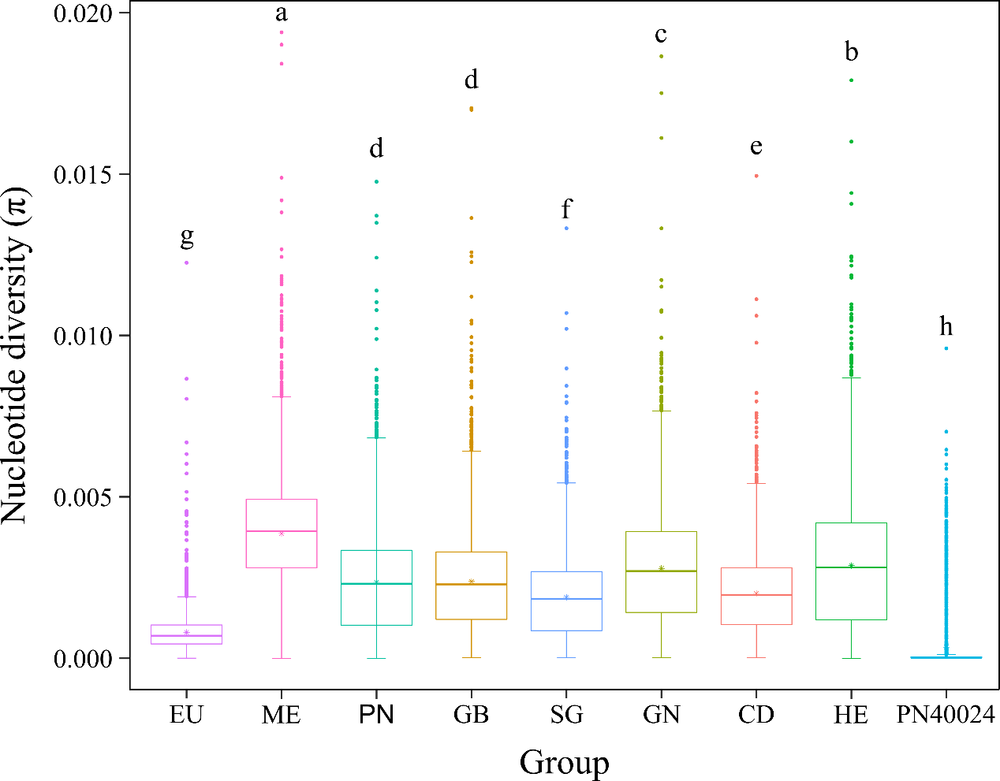 0.020
0.015
0.010
0.005
0.000
Nucleotide diversity (π)
g
a
d
d
f
c
e
b
h
EU ME PN GB SG GN CD HE PN40024
Group